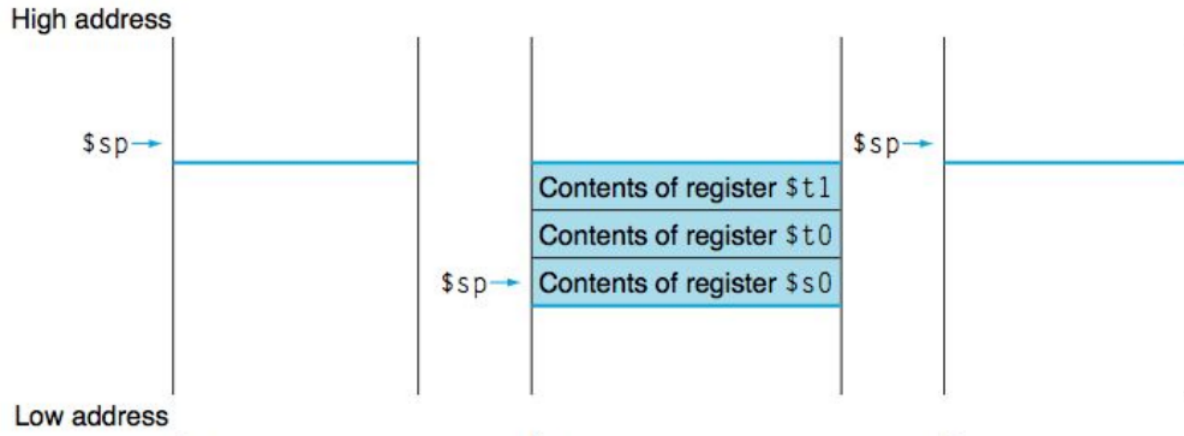 High address
$sp
$sp
Contents of register $t1
Contents of register $t0
$sp
Contents of register $s0
Low address